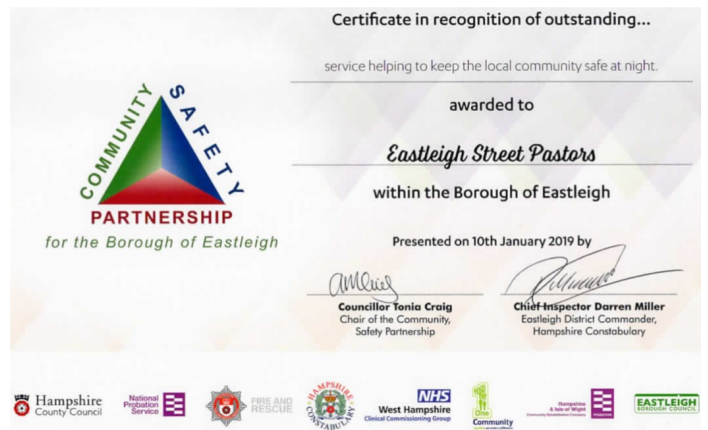 Certificate in recognition of outstanding...
service helping to keep the local community safe at night.
awarded to
Eastleigh Street Pastors
within the Borough of Eastleigh
Presented on 10th January 2019 by
COMMUNITY
SAFETY
PARTNERSHIP
for the Borough of Eastleigh
Councillor Tonia Craig
Chair of the Community,
Safety Partnership
Chief Inspector Darren Miller
Eastleigh District Commander,
Hampshire Constabulary
Hampshire
County Council
National
Probation
Service
FIRE AND
RESCUE
HAMPSHIRE
CONSTABULARY
NHS
West Hampshire
Clinical Commissioning Group
One
Community
Hampshire
& Isle of Wight
Community Rehabilitation Company
EASTLEIGH
BOROUGH COUNCIL